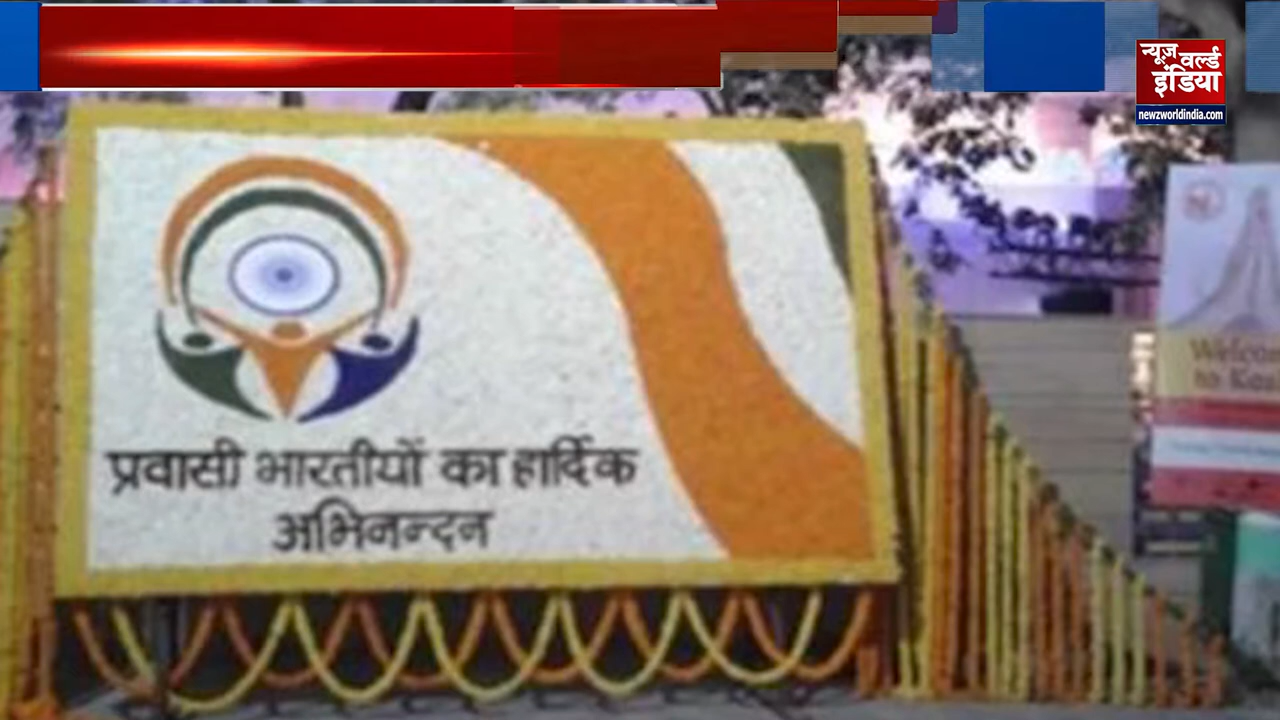 न्यूज़
वर्ल्ड
इंडिया
newzworldindia.com
प्रवासी भारतीयों का हार्दिक
अभिनन्दन